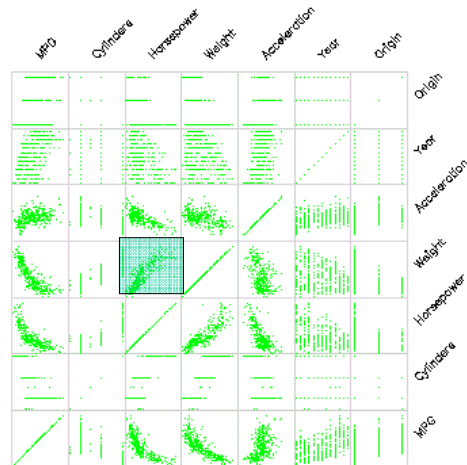 MPG
Cylinders
Horsepower
Weight
Acceleration
Year
Origin
Origin
Year
Acceleration
Weight
Horsepower
Cylinders
MPG